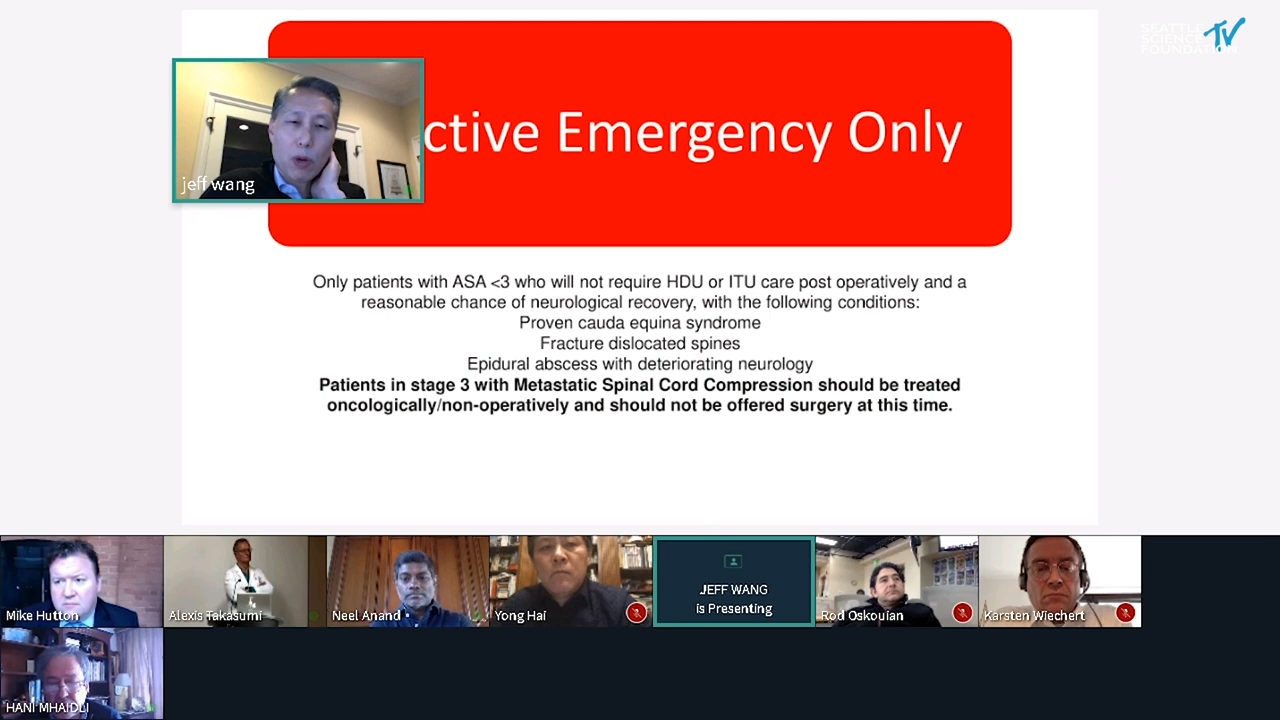 SEATTLE
SCIENCE
FOUNDATION
TV
ctive Emergency Only
jeff wang
Only patients with ASA <3 who will not require HDU or ITU care post operatively and a
reasonable chance of neurological recovery, with the following conditions:
Proven cauda equina syndrome
Fracture dislocated spines
Epidural abscess with deteriorating neurology
Patients in stage 3 with Metastatic Spinal Cord Compression should be treated
oncologically/non-operatively and should not be offered surgery at this time.
JEFF WANG
is Presenting
Mike Hutton
Alexis Takasumi
Neel Anand
Yong Hai
Rod Oskouian
Karsten Wiechert
HANI MHAIDLI